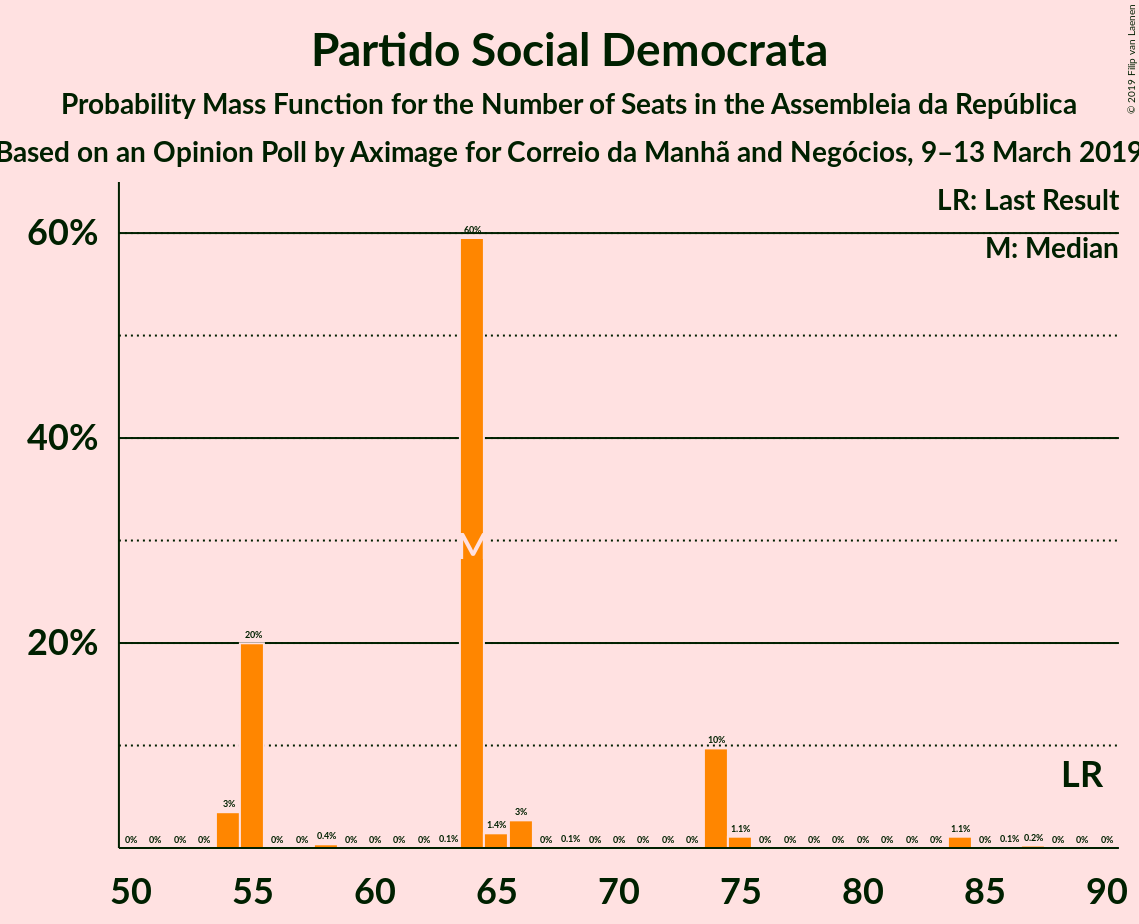 Partido Social Democrata
Probability Mass Function for the Number of Seats in the Assembleia da República
Based on an Opinion Poll by Aximage for Correio da Manhã and Negócios, 9–13 March 2019
© 2019 Filip van Laenen
LR: Last Result
M: Median
60%
40%
20%
0% 0% 0% 0% 3% 20% 0% 0% 0.4% 0% 0% 0% 0% 0.1% 60% 1.4% 3% 0% 0.1% 0% 0% 0% 0% 0% 10% 1.1% 0% 0% 0% 0% 0% 0% 0% 0% 1.1% 0% 0.1% 0.2% 0% 0% 0%
M
LR
50 55 60 65 70 75 80 85 90